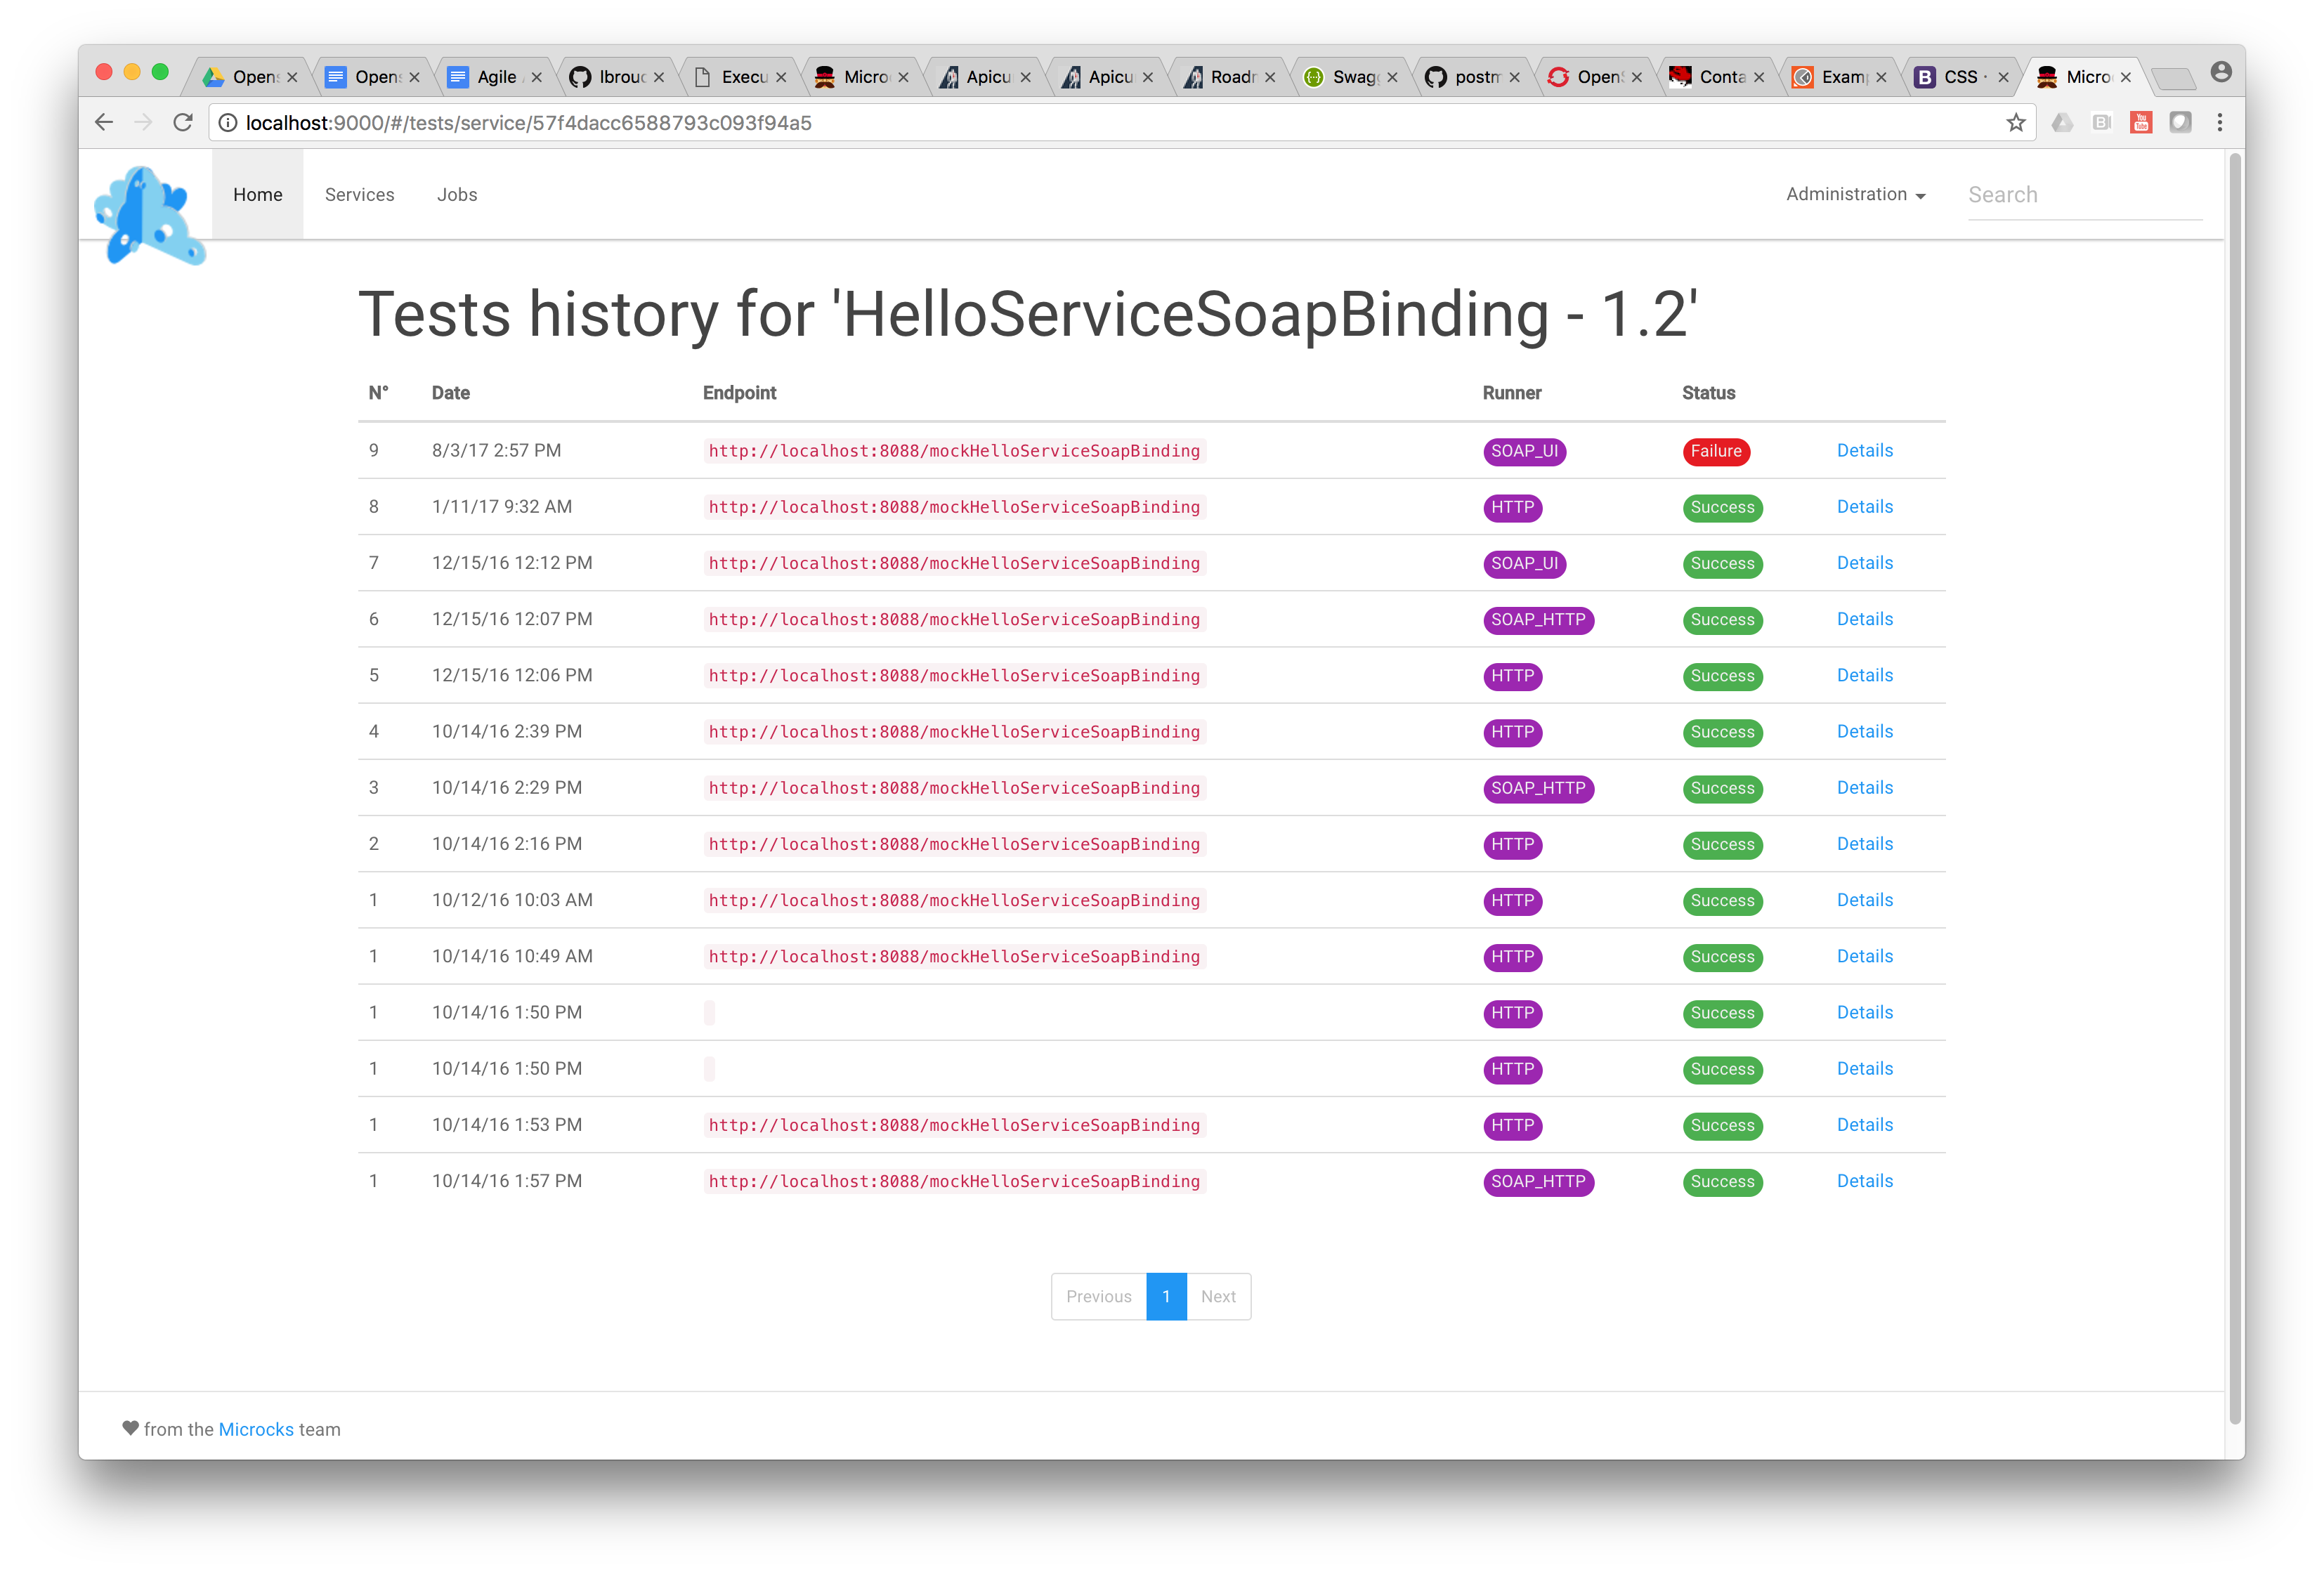 Opens Opens Agile lbrouc Execu Micro Apicu Apicu Roadr Swagg postm OpenS Conta Examp CSS · Micro
localhost:9000/#/tests/service/57f4dacc6588793c093f94a5
Home Services Jobs Administration Search
Tests history for 'HelloServiceSoapBinding - 1.2'
N° Date Endpoint Runner Status
9 8/3/17 2:57 PM http://localhost:8088/mockHelloServiceSoapBinding SOAP_UI Failure Details
8 1/11/17 9:32 AM http://localhost:8088/mockHelloServiceSoapBinding HTTP Success Details
7 12/15/16 12:12 PM http://localhost:8088/mockHelloServiceSoapBinding SOAP_UI Success Details
6 12/15/16 12:07 PM http://localhost:8088/mockHelloServiceSoapBinding SOAP_HTTP Success Details
5 12/15/16 12:06 PM http://localhost:8088/mockHelloServiceSoapBinding HTTP Success Details
4 10/14/16 2:39 PM http://localhost:8088/mockHelloServiceSoapBinding HTTP Success Details
3 10/14/16 2:29 PM http://localhost:8088/mockHelloServiceSoapBinding SOAP_HTTP Success Details
2 10/14/16 2:16 PM http://localhost:8088/mockHelloServiceSoapBinding HTTP Success Details
1 10/12/16 10:03 AM http://localhost:8088/mockHelloServiceSoapBinding HTTP Success Details
1 10/14/16 10:49 AM http://localhost:8088/mockHelloServiceSoapBinding HTTP Success Details
1 10/14/16 1:50 PM HTTP Success Details
1 10/14/16 1:50 PM HTTP Success Details
1 10/14/16 1:53 PM http://localhost:8088/mockHelloServiceSoapBinding HTTP Success Details
1 10/14/16 1:57 PM http://localhost:8088/mockHelloServiceSoapBinding SOAP_HTTP Success Details
Previous 1 Next
from the Microcks team